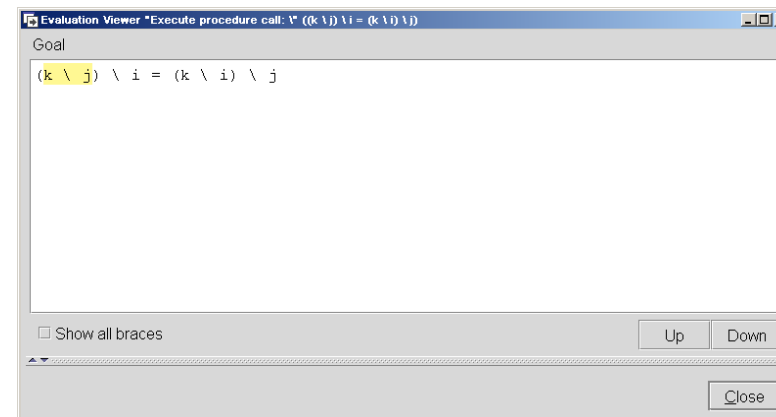 Evaluation Viewer "Execute procedure call: \" ((k \ j) \ i = (k \ i) \ j)
Goal
(k \ j) \ i = (k \ i) \ j
Show all braces
Up
Down
Close